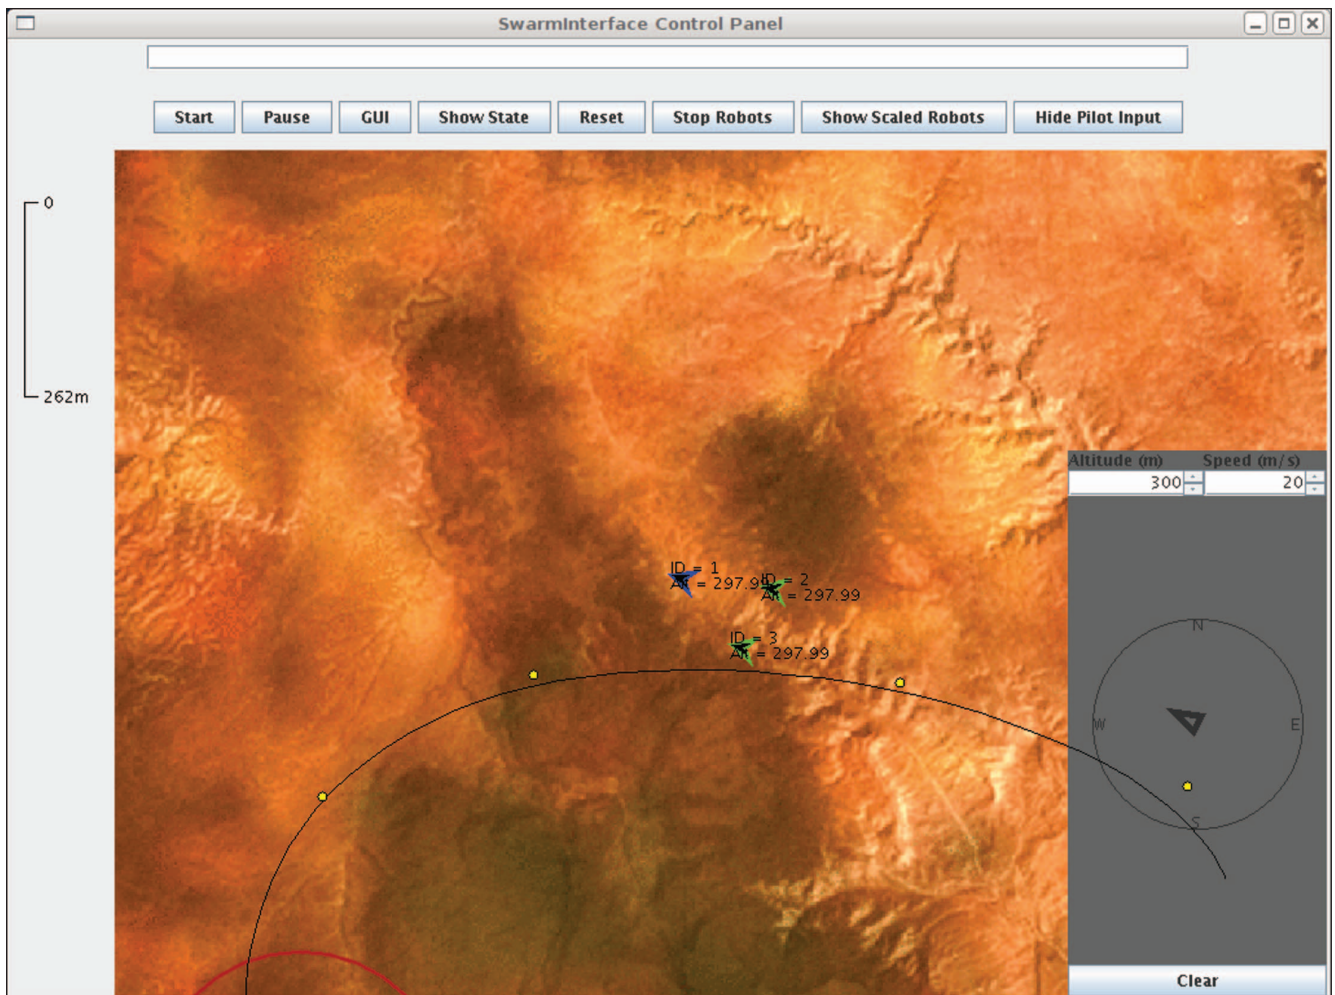 SwarmInterface Control Panel
Start Pause GUI Show State Reset Stop Robots Show Scaled Robots Hide Pilot Input
0
262m
Altitude (m) Speed (m/s)
300 20
ID = 1
Alt = 297.99
ID = 2
Alt = 297.99
ID = 3
Alt = 297.99
N
W E
S
Clear